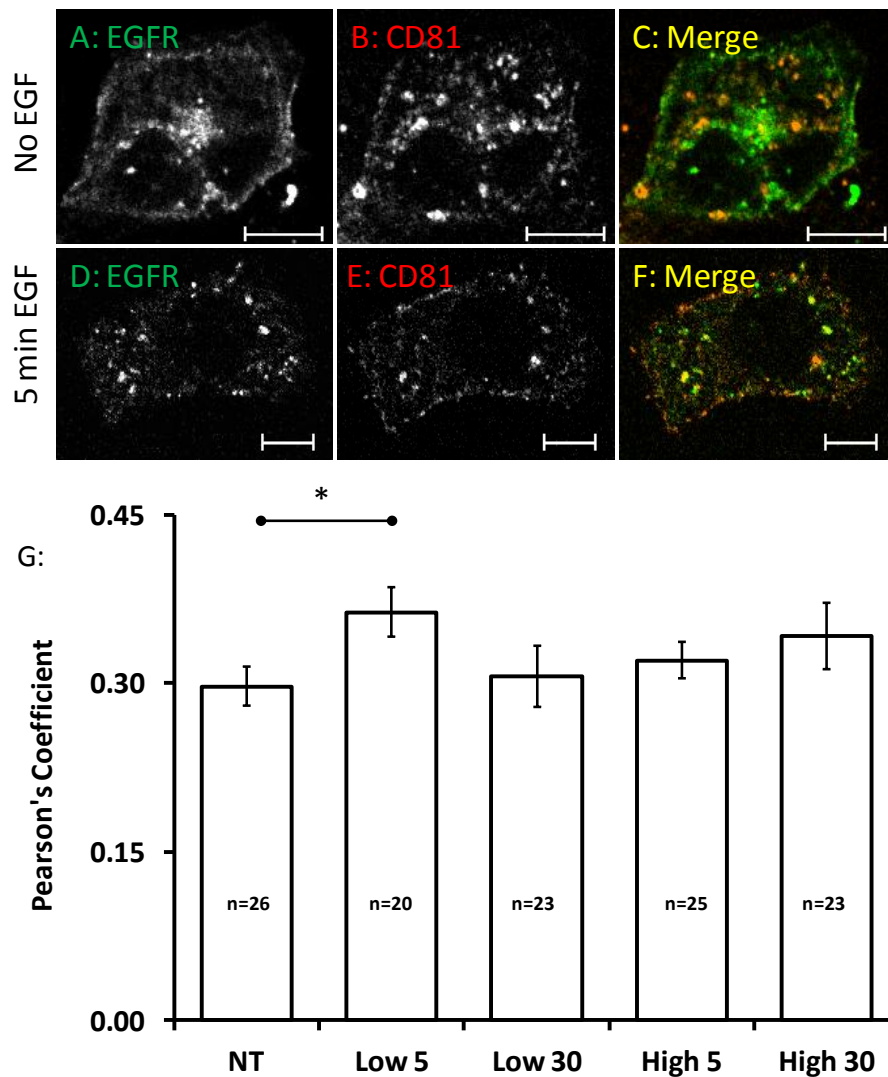 A: EGFR
B: CD81
C: Merge
No EGF
D: EGFR
E: CD81
F: Merge
5 min EGF
G:
*
Pearson's Coefficient
0.45
0.30
0.15
0.00
n=26
n=20
n=23
n=25
n=23
NT
Low 5
Low 30
High 5
High 30